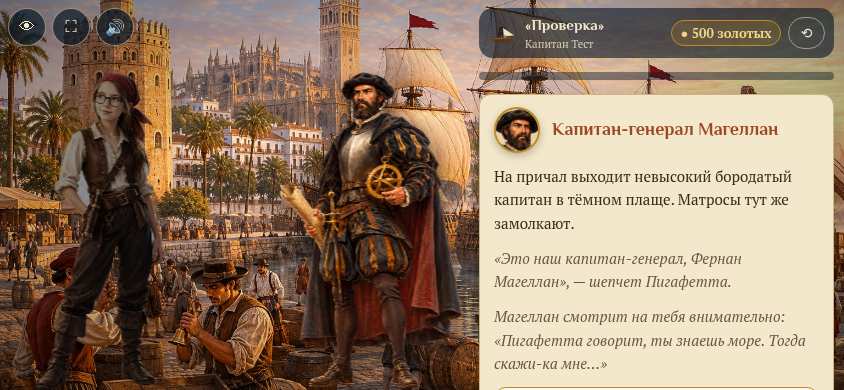 «Проверка»
Капитан Тест
● 500 золотых
Капитан-генерал Магеллан
На причал выходит невысокий бородатый
капитан в тёмном плаще. Матросы тут же
замолкают.
«Это наш капитан-генерал, Фернан
Магеллан», — шепчет Пигафетта.
Магеллан смотрит на тебя внимательно:
«Пигафетта говорит, ты знаешь море. Тогда
скажи-ка мне...»